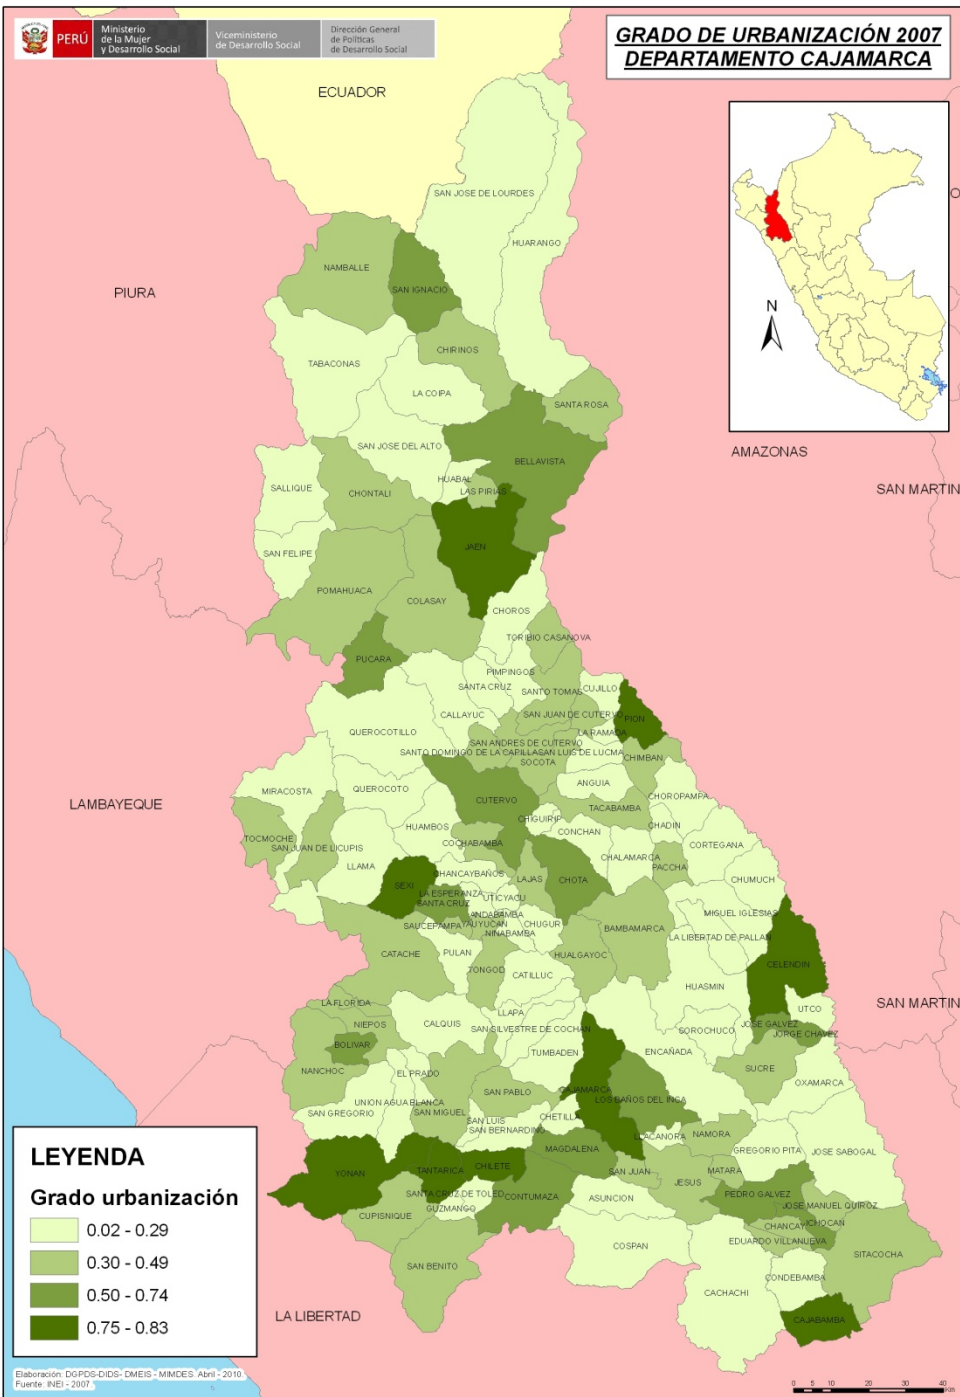 PERÚ
Ministerio
de la Mujer
y Desarrollo Social
Viceministerio
de Desarrollo Social
Dirección General
de Políticas
de Desarrollo Social
GRADO DE URBANIZACIÓN 2007
DEPARTAMENTO CAJAMARCA
ECUADOR
SAN JOSE DE LOURDES
HUARANGO
NAMBALLE
SAN IGNACIO
PIURA
N
CHIRINOS
TABACONAS
LA COIPA
SANTA ROSA
SAN JOSE DEL ALTO
AMAZONAS
BELLAVISTA
HUABAL
SALLIQUE
CHONTALI
LAS PIRIAS
SAN MARTIN
JAEN
SAN FELIPE
POMAHUACA
COLASAY
CHOROS
TORIBIO CASANOVA
PUCARA
PIMPINGOS
SANTA CRUZ
SANTO TOMAS
CUJILLO
CALLAYUC
SAN JUAN DE CUTERVO
PION
QUEROCOTILLO
LA RAMADA
SAN ANDRES DE CUTERVO
SANTO DOMINGO DE LA CAPILLA
SAN LUIS DE LUCMA
SOCOTA
CHIMBAN
MIRACOSTA
QUEROCOTO
ANGUIA
CHOROPAMPA
LAMBAYEQUE
CUTERVO
TACABAMBA
CHIGUIRIP
CHADIN
HUAMBOS
CONCHAN
TOCMOCHE
SAN JUAN DE LICUPIS
COCHABAMBA
CORTEGANA
CHALAMARCA
PACCHA
LLAMA
CHANCAYBAÑOS
LAJAS
CHOTA
CHUMUCH
SEXI
LA ESPERANZA
UTICYACU
SANTA CRUZ
ANDABAMBA
MIGUEL IGLESIAS
SAUCEPAMPA
YAUYUCAN
CHUGUR
BAMBAMARCA
NINABAMBA
LA LIBERTAD DE PALLAN
CATACHE
PULAN
HUALGAYOC
CELENDIN
TONGOD
CATILLUC
HUASMIN
LA FLORIDA
SAN MARTIN
UTCO
LLAPA
NIEPOS
CALQUIS
SAN SILVESTRE DE COCHAN
SOROCHUCO
JOSE GALVEZ
JORGE CHAVEZ
BOLIVAR
TUMBADEN
ENCAÑADA
NANCHOC
EL PRADO
SUCRE
OXAMARCA
SAN PABLO
CAJAMARCA
LOS BAÑOS DEL INCA
UNION AGUA BLANCA
SAN GREGORIO
SAN MIGUEL
SAN LUIS
CHETILLA
SAN BERNARDINO
LLACANORA
NAMORA
MAGDALENA
GREGORIO PITA
JOSE SABOGAL
YONAN
TANTARICA
CHILETE
SAN JUAN
MATARA
JESUS
SANTA CRUZ DE TOLED
CONTUMAZA
ASUNCION
PEDRO GALVEZ
GUZMANGO
JOSE MANUEL QUIROZ
CUPISNIQUE
CHANCAY
ICHOCAN
EDUARDO VILLANUEVA
COSPAN
SITACOCHA
SAN BENITO
CONDEBAMBA
CACHACHI
LA LIBERTAD
CAJABAMBA
LEYENDA
Grado urbanización
0.02 - 0.29
0.30 - 0.49
0.50 - 0.74
0.75 - 0.83
Elaboración: DGPDS-DIDS- DMEIS - MIMDES. Abril - 2010.
Fuente: INEI - 2007.
0 5 10 20 30 40
Km